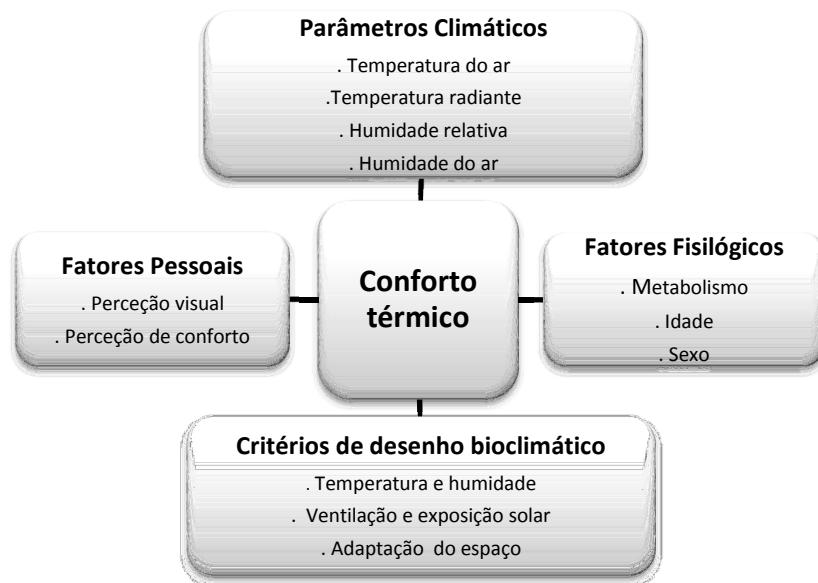 Parâmetros Climáticos
. Temperatura do ar
.Temperatura radiante
. Humidade relativa
. Humidade do ar
Fatores Pessoais
. Perceção visual
. Perceção de conforto
Conforto
térmico
Fatores Fisilógicos
. Metabolismo
. Idade
. Sexo
Critérios de desenho bioclimático
. Temperatura e humidade
. Ventilação e exposição solar
. Adaptação do espaço